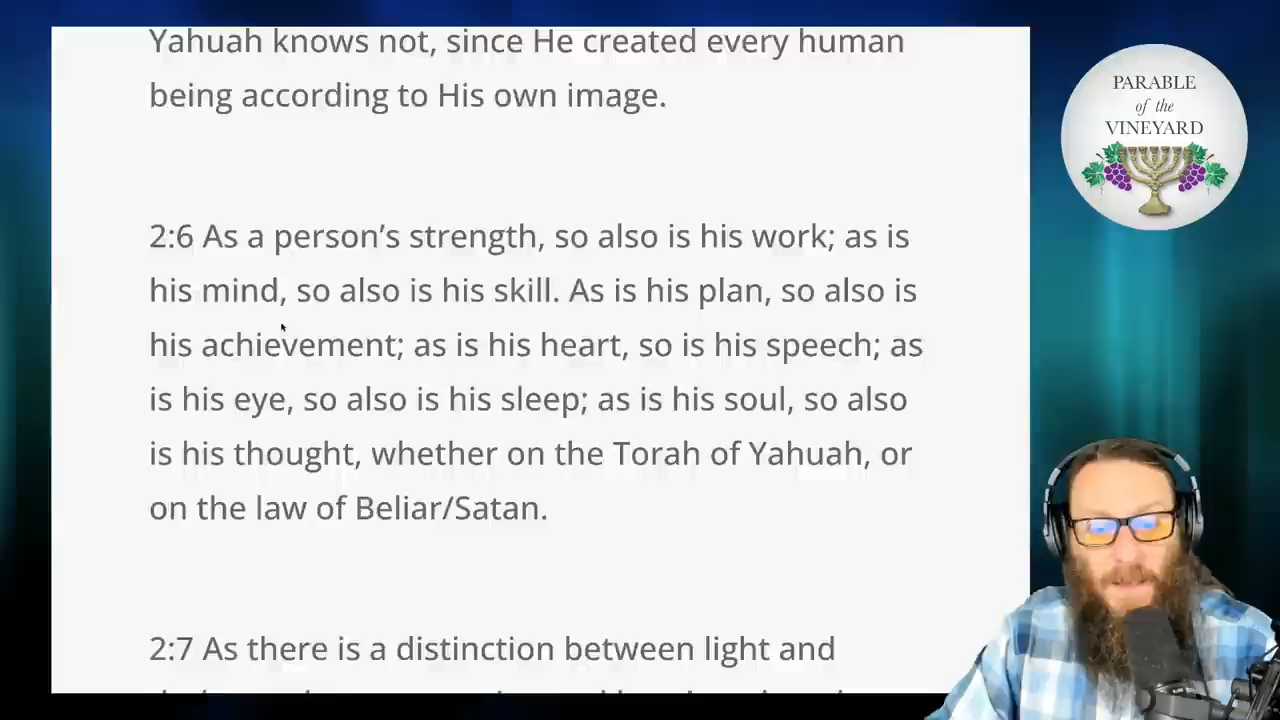 Yahuah knows not, since He created every human
being according to His own image.
2:6 As a person's strength, so also is his work; as is
his mind, so also is his skill. As is his plan, so also is
his achievement; as is his heart, so is his speech; as
is his eye, so also is his sleep; as is his soul, so also
is his thought, whether on the Torah of Yahuah, or
on the law of Beliar/Satan.
2:7 As there is a distinction between light and
PARABLE
of the
VINEYARD